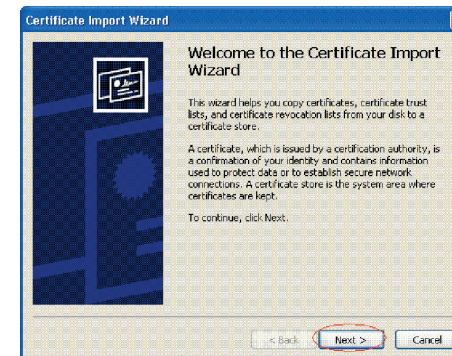 Certificate Import Wizard
Welcome to the Certificate Import
Wizard
This wizard helps you copy certificates, certificate trust
lists, and certificate revocation lists from your disk to a
certificate store.
A certificate, which is issued by a certification authority, is
a confirmation of your identity and contains information
used to protect data or to establish secure network
connections. A certificate store is the system area where
certificates are kept.
To continue, click Next.
< Back
Next >
Cancel